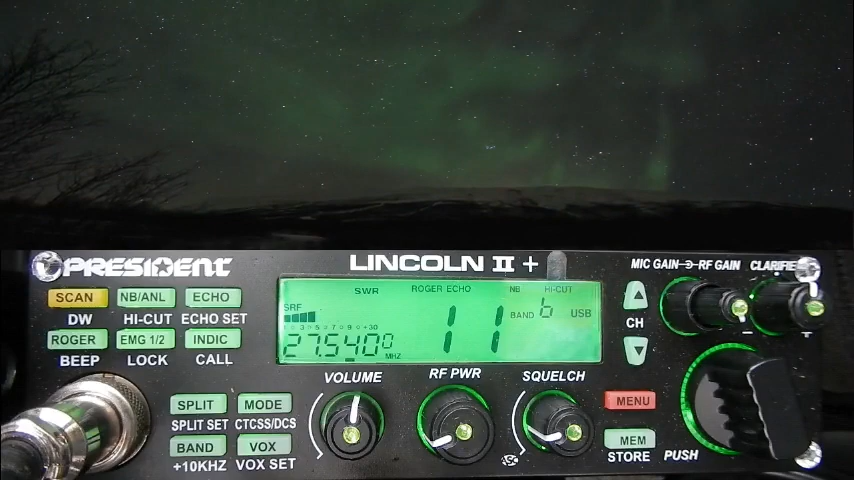 PRESIDENT
LINCOLN II +
MIC GAIN RF GAIN CLARIFIER
SCAN NB/ANL ECHO
DW HI-CUT ECHO SET
ROGER EMG 1/2 INDIC
BEEP LOCK CALL
SWR ROGER ECHO NB HI-CUT
SRF 11 BAND b USB
27.5400 MHZ
CH
VOLUME RF PWR SQUELCH
SPLIT MODE
SPLIT SET CTCSS/DCS
BAND VOX
+10KHZ VOX SET
ASC
MENU
MEM
STORE PUSH
- +